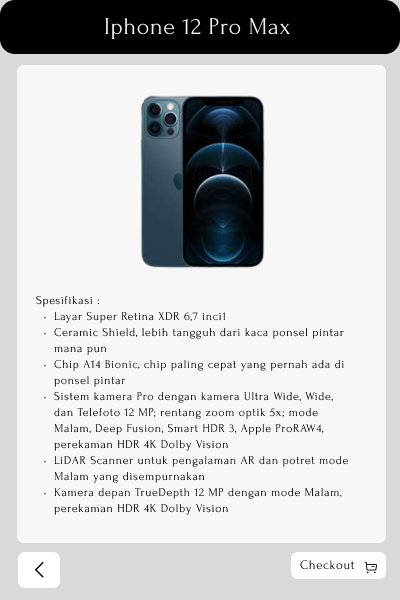 Iphone 12 Pro Max
Spesifikasi :
· Layar Super Retina XDR 6,7 inci1
· Ceramic Shield, lebih tangguh dari kaca ponsel pintar
mana pun
· Chip A14 Bionic, chip paling cepat yang pernah ada di
ponsel pintar
· Sistem kamera Pro dengan kamera Ultra Wide, Wide,
dan Telefoto 12 MP; rentang zoom optik 5x; mode
Malam, Deep Fusion, Smart HDR 3, Apple ProRAW4,
perekaman HDR 4K Dolby Vision
· LiDAR Scanner untuk pengalaman AR dan potret mode
Malam yang disempurnakan
· Kamera depan TrueDepth 12 MP dengan mode Malam,
perekaman HDR 4K Dolby Vision
Checkout